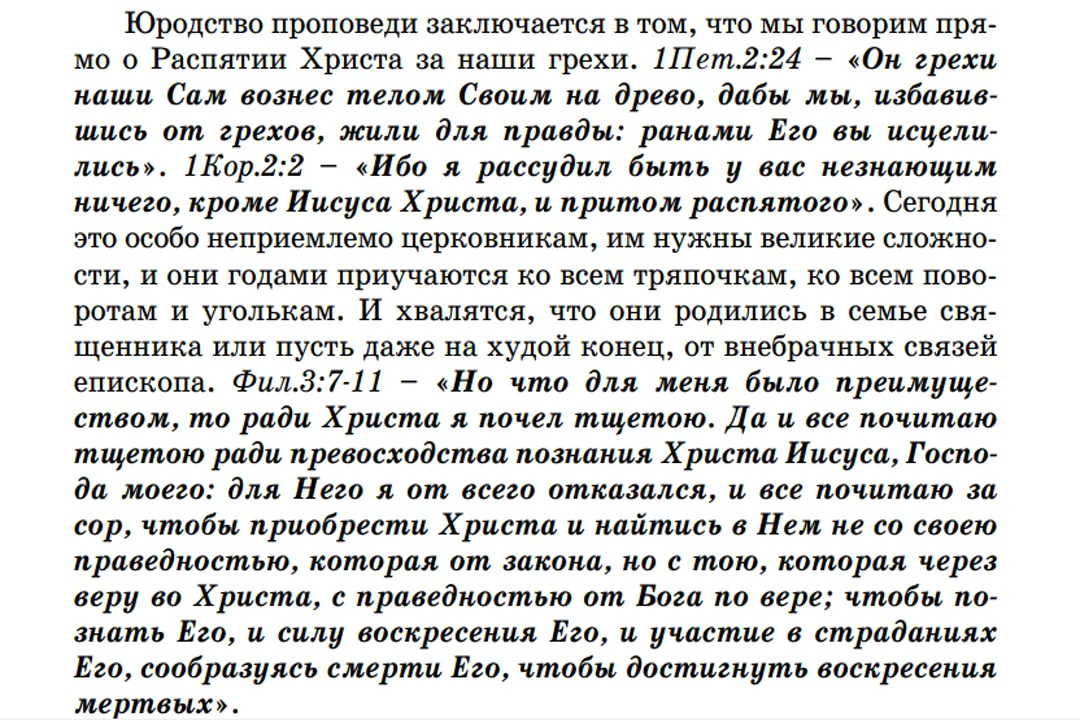 Юродство проповеди заключается в том, что мы говорим пря-
мо о Распятии Христа за наши грехи. 1Пет.2:24 – «Он грехи
наши Сам вознес телом Своим на древо, дабы мы, избавив-
шись от грехов, жили для правды: ранами Его вы исцели-
лись». 1Кор.2:2 – «Ибо я рассудил быть у вас незнающим
ничего, кроме Иисуса Христа, и притом распятого». Сегодня
это особо неприемлемо церковникам, им нужны великие сложно-
сти, и они годами приучаются ко всем тряпочкам, ко всем пово-
ротам и уголькам. И хвалятся, что они родились в семье свя-
щенника или пусть даже на худой конец, от внебрачных связей
епископа. Фил.3:7-11 – «Но что для меня было преимуще-
ством, то ради Христа я почел тщетою. Да и все почитаю
тщетою ради превосходства познания Христа Иисуса, Госпо-
да моего: для Него я от всего отказался, и все почитаю за
сор, чтобы приобрести Христа и найтись в Нем не со своею
праведностью, которая от закона, но с тою, которая через
веру во Христа, с праведностью от Бога по вере; чтобы по-
знать Его, и силу воскресения Его, и участие в страданиях
Его, сообразуясь смерти Его, чтобы достигнуть воскресения
мертвых».